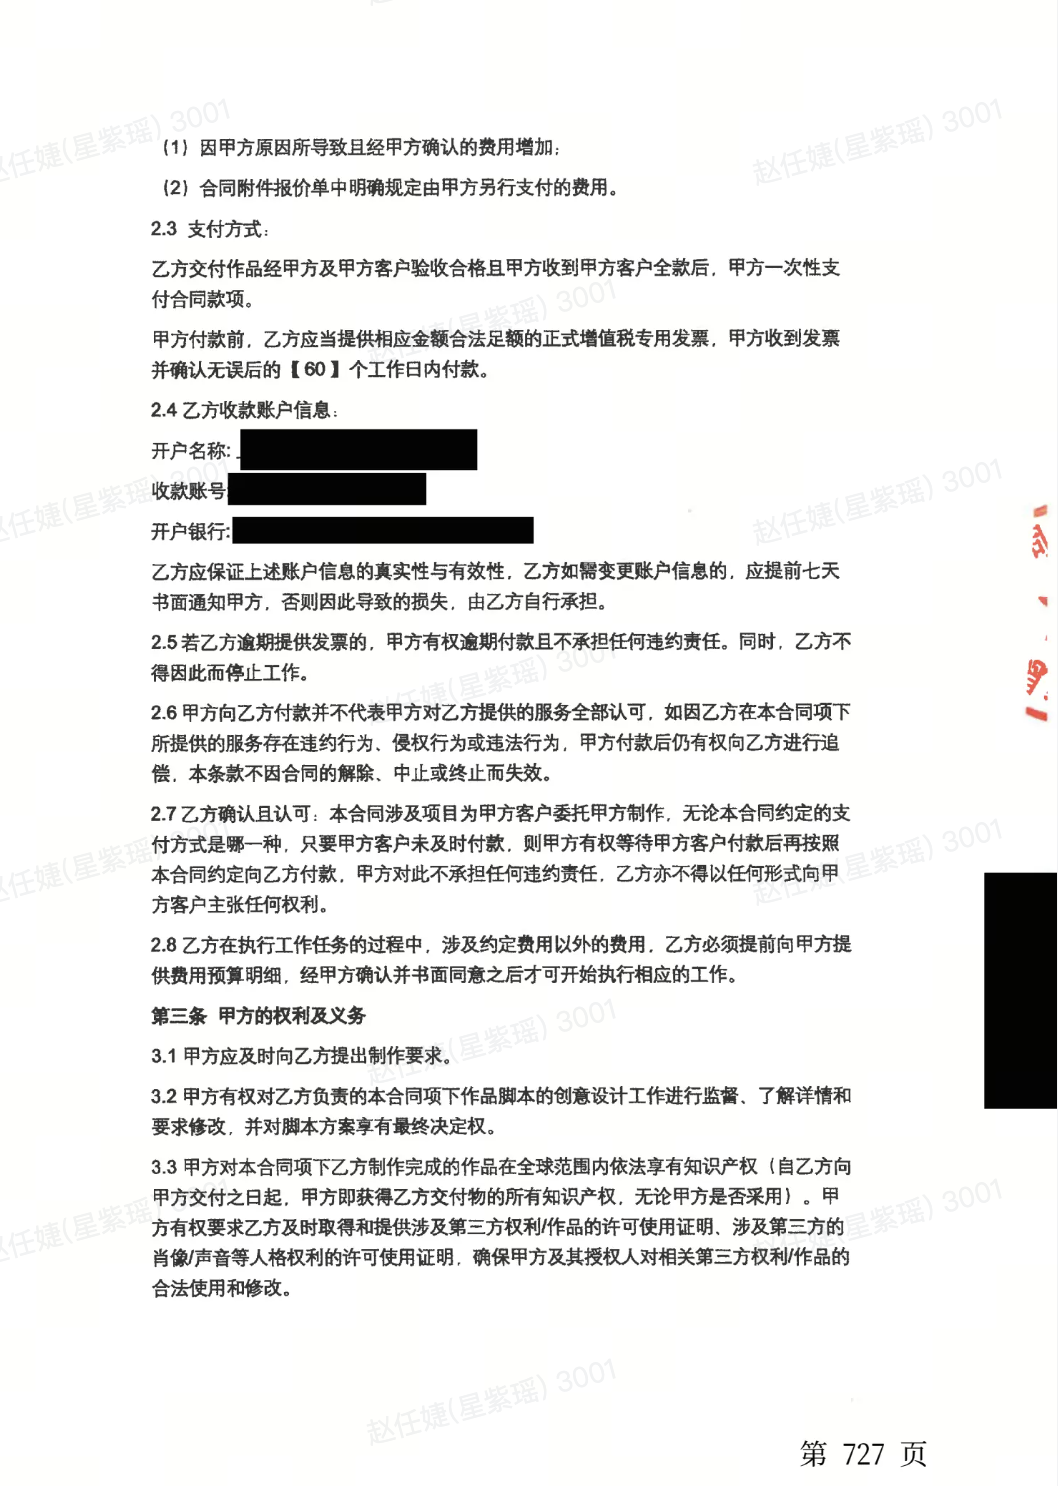 (1) 因甲方原因所导致且经甲方确认的费用增加；
(2) 合同附件报价单中明确规定由甲方另行支付的费用。
2.3 支付方式：
乙方交付作品经甲方及甲方客户验收合格且甲方收到甲方客户全款后，甲方一次性支
付合同款项。
甲方付款前，乙方应当提供相应金额合法足额的正式增值税专用发票，甲方收到发票
并确认无误后的【60】个工作日内付款。
2.4 乙方收款账户信息：
开户名称:
收款账号:
开户银行:
乙方应保证上述账户信息的真实性与有效性，乙方如需变更账户信息的，应提前七天
书面通知甲方，否则因此导致的损失，由乙方自行承担。
2.5 若乙方逾期提供发票的，甲方有权逾期付款且不承担任何违约责任。同时，乙方不
得因此而停止工作。
2.6 甲方向乙方付款并不代表甲方对乙方提供的服务全部认可，如因乙方在本合同项下
所提供的服务存在违约行为、侵权行为或违法行为，甲方付款后仍有权向乙方进行追
偿，本条款不因合同的解除、中止或终止而失效。
2.7 乙方确认且认可：本合同涉及项目为甲方客户委托甲方制作，无论本合同约定的支
付方式是哪一种，只要甲方客户未及时付款，则甲方有权等待甲方客户付款后再按照
本合同约定向乙方付款，甲方对此不承担任何违约责任，乙方亦不得以任何形式向甲
方客户主张任何权利。
2.8 乙方在执行工作任务的过程中，涉及约定费用以外的费用，乙方必须提前向甲方提
供费用预算明细，经甲方确认并书面同意之后才可开始执行相应的工作。
第三条 甲方的权利及义务
3.1 甲方应及时向乙方提出制作要求。
3.2 甲方有权对乙方负责的本合同项下作品脚本的创意设计工作进行监督、了解详情和
要求修改，并对脚本方案享有最终决定权。
3.3 甲方对本合同项下乙方制作完成的作品在全球范围内依法享有知识产权（自乙方向
甲方交付之日起，甲方即获得乙方交付物的所有知识产权，无论甲方是否采用）。甲
方有权要求乙方及时取得和提供涉及第三方权利/作品的许可使用证明、涉及第三方的
肖像/声音等人格权利的许可使用证明，确保甲方及其授权人对相关第三方权利/作品的
合法使用和修改。
第 727 页
赵任婕(星紫瑶) 3001